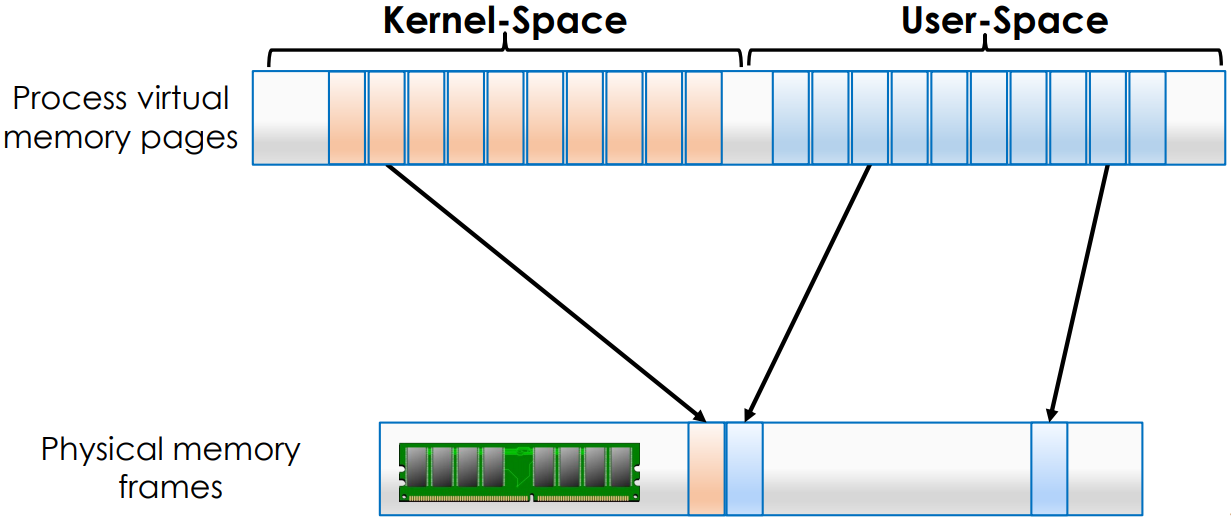 Kernel-Space
User-Space
Process virtual
memory pages
Physical memory
frames